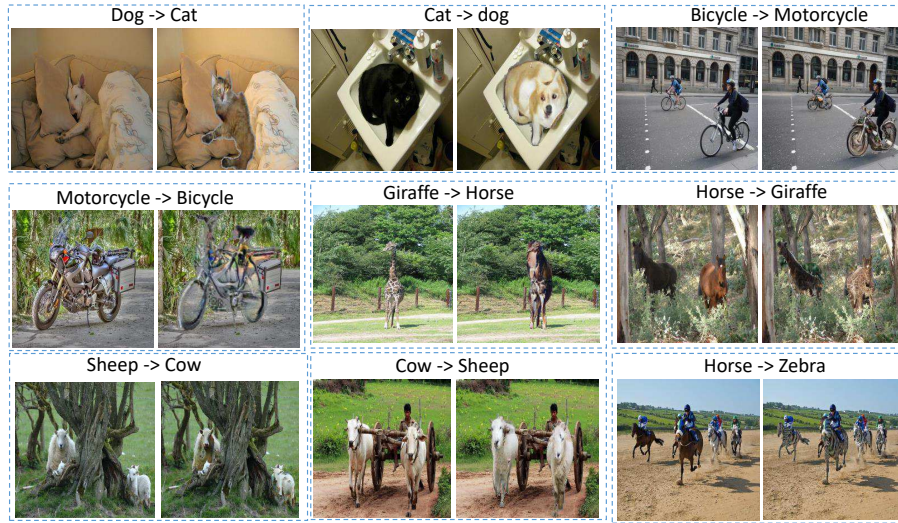 Dog -> Cat
Cat -> dog
Bicycle -> Motorcycle
Motorcycle -> Bicycle
Giraffe -> Horse
Horse -> Giraffe
Sheep -> Cow
Cow -> Sheep
Horse -> Zebra